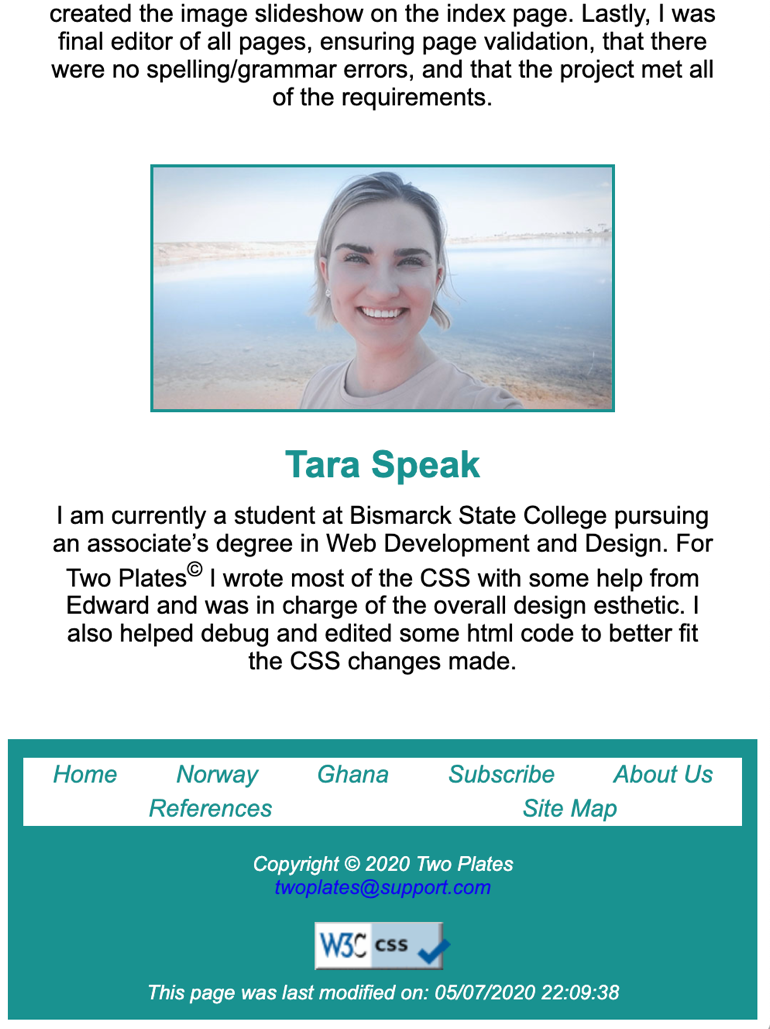 created the image slideshow on the index page. Lastly, I was
final editor of all pages, ensuring page validation, that there
were no spelling/grammar errors, and that the project met all
of the requirements.
Tara Speak
I am currently a student at Bismarck State College pursuing
an associate’s degree in Web Development and Design. For
Two Plates© I wrote most of the CSS with some help from
Edward and was in charge of the overall design esthetic. I
also helped debug and edited some html code to better fit
the CSS changes made.
Home Norway Ghana Subscribe About Us
References Site Map
Copyright © 2020 Two Plates
twoplates@support.com
W3C css
This page was last modified on: 05/07/2020 22:09:38